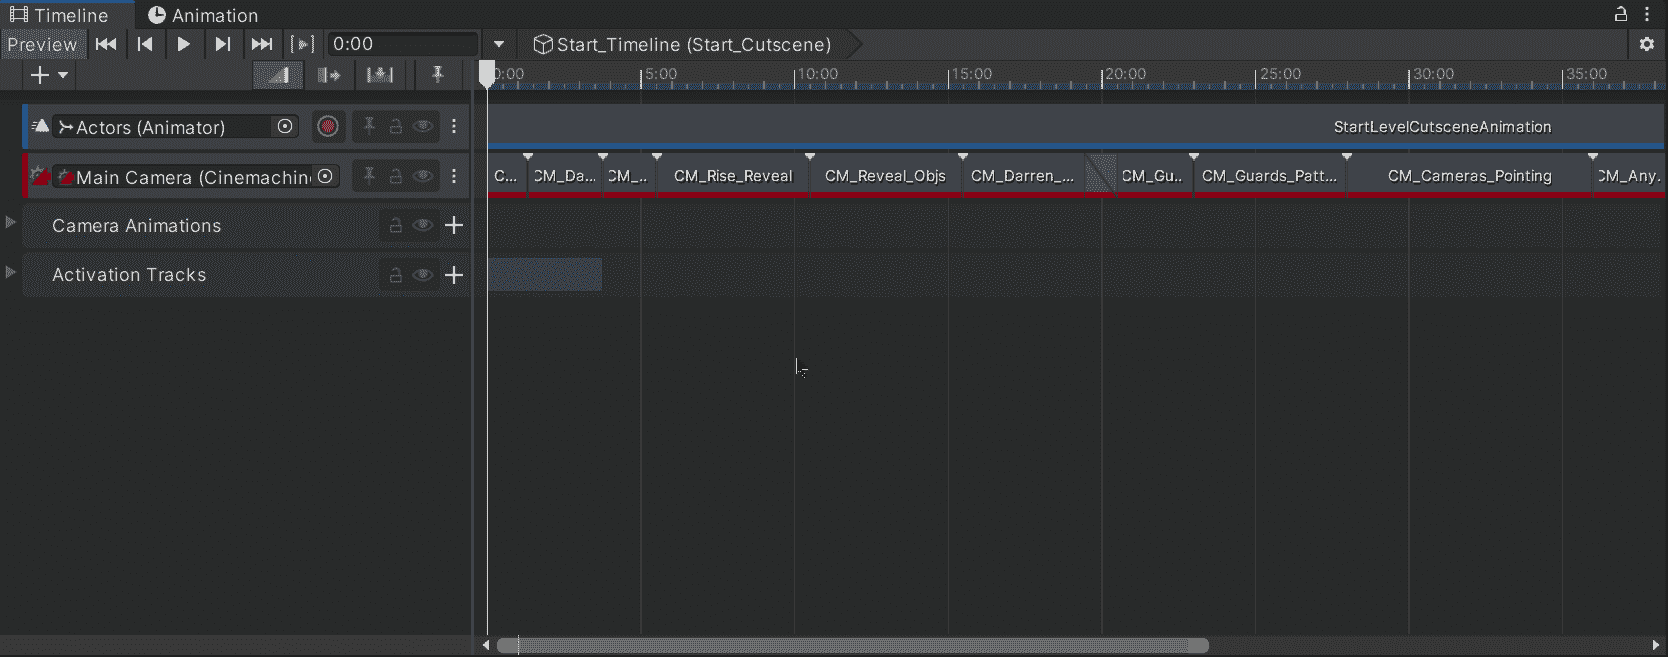 Timeline Animation
Preview 0:00 Start_Timeline (Start_Cutscene)
0:00 5:00 10:00 15:00 20:00 25:00 30:00 35:00
Actors (Animator) StartLevelCutsceneAnimation
Main Camera (Cinemachin C... CM_Da... CM_.. CM_Rise_Reveal CM_Reveal_Objs CM_Darren_... CM_Gu.. CM_Guards_Patt... CM_Cameras_Pointing CM_Any.
Camera Animations
Activation Tracks